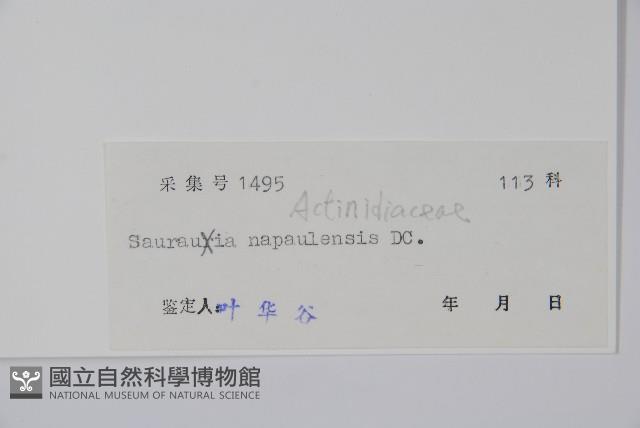 采集号 1495 113 科
Actinidiaceae
Saurauia napaulensis DC.
鉴定人: 叶华谷 年 月 日
國立自然科學博物館
NATIONAL MUSEUM OF NATURAL SCIENCE